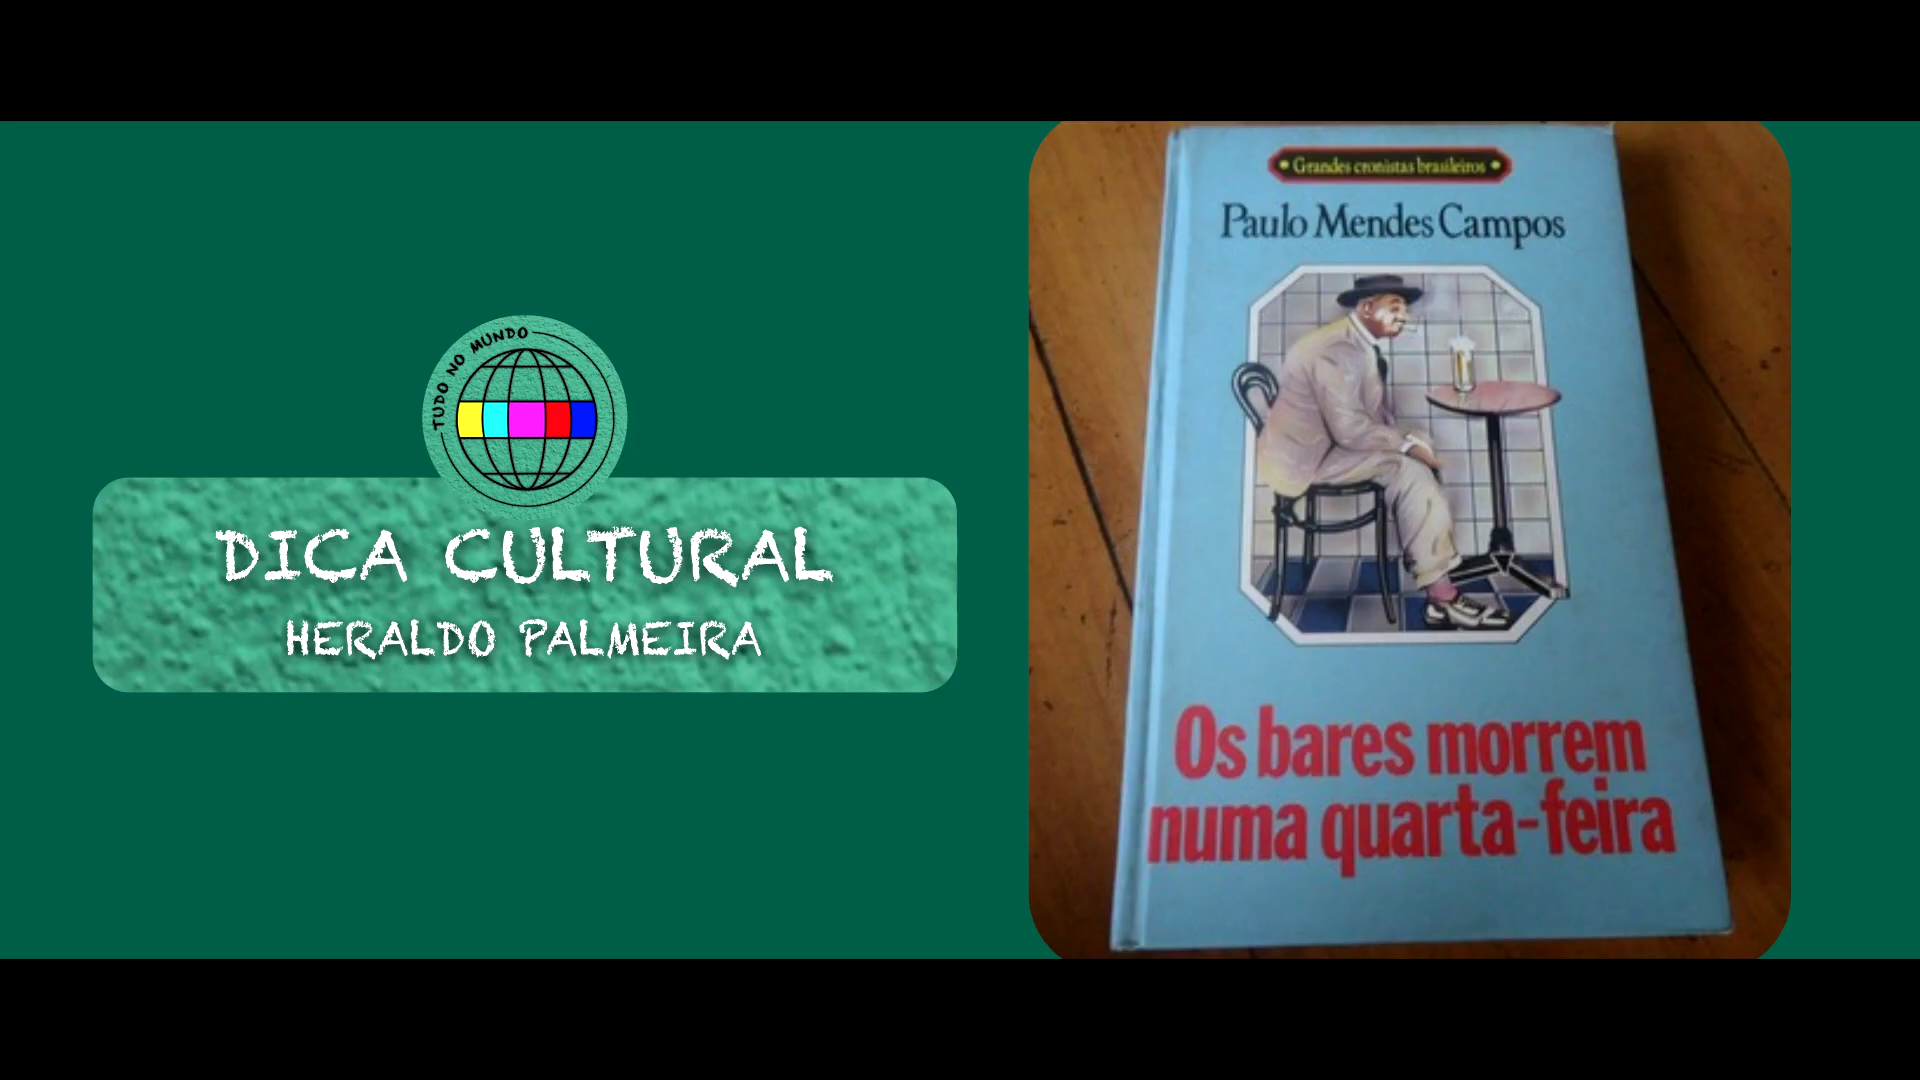 TUDO NO MUNDO
DICA CULTURAL
HERALDO PALMEIRA
Grandes cronistas brasileiros
Paulo Mendes Campos
Os bares morrem
numa quarta-feira